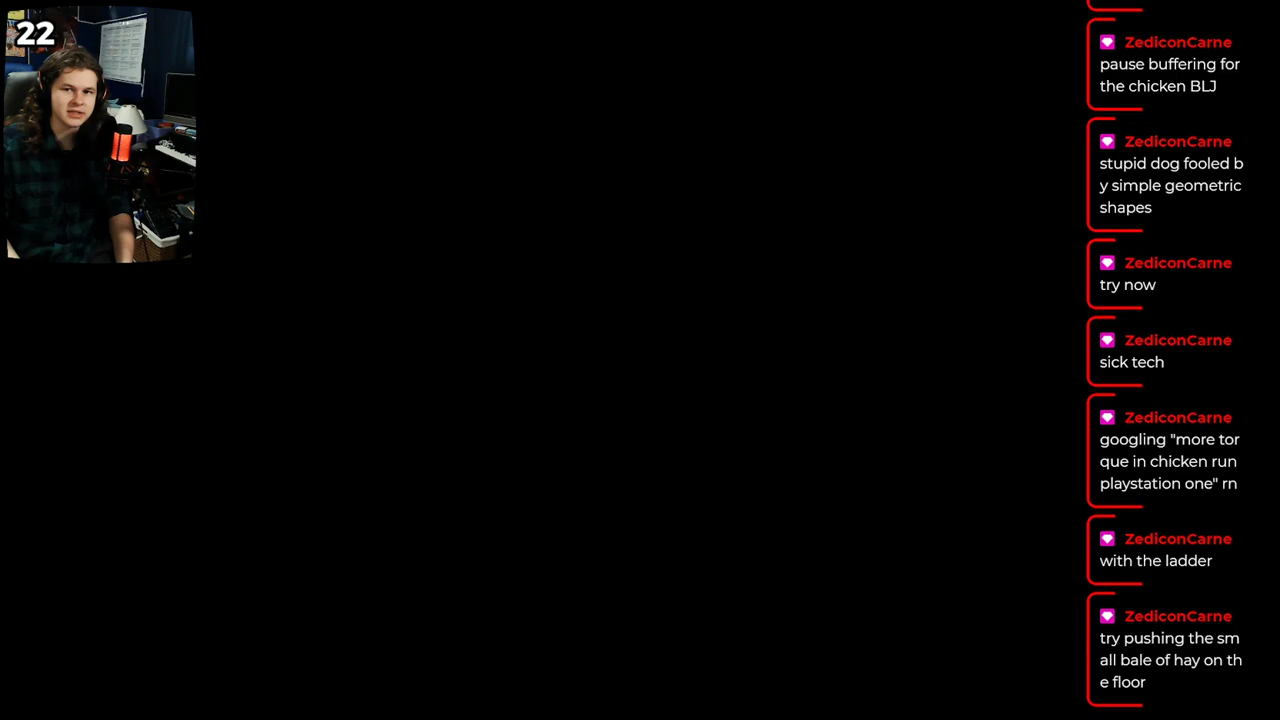 22
ZediconCarne
pause buffering for
the chicken BLJ
ZediconCarne
stupid dog fooled b
y simple geometric
shapes
ZediconCarne
try now
ZediconCarne
sick tech
ZediconCarne
googling "more tor
que in chicken run
playstation one" rn
ZediconCarne
with the ladder
ZediconCarne
try pushing the sm
all bale of hay on th
e floor